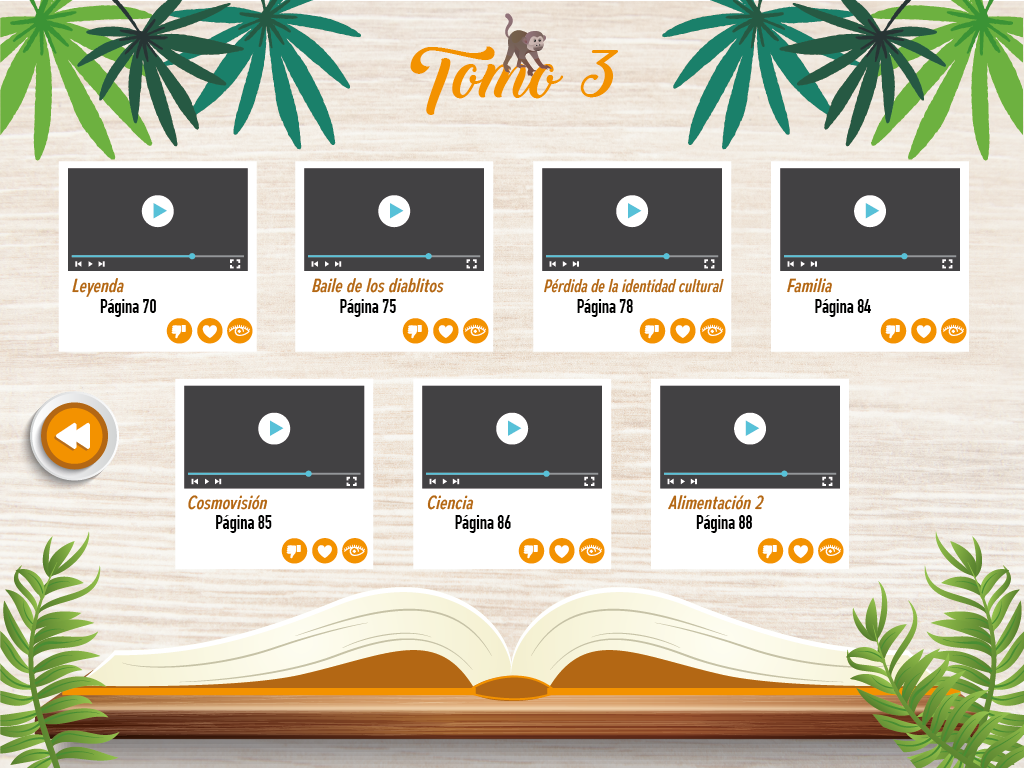 Tomo 3
Leyenda
Página 70
Baile de los diablitos
Página 75
Pérdida de la identidad cultural
Página 78
Familia
Página 84
Cosmovisión
Página 85
Ciencia
Página 86
Alimentación 2
Página 88